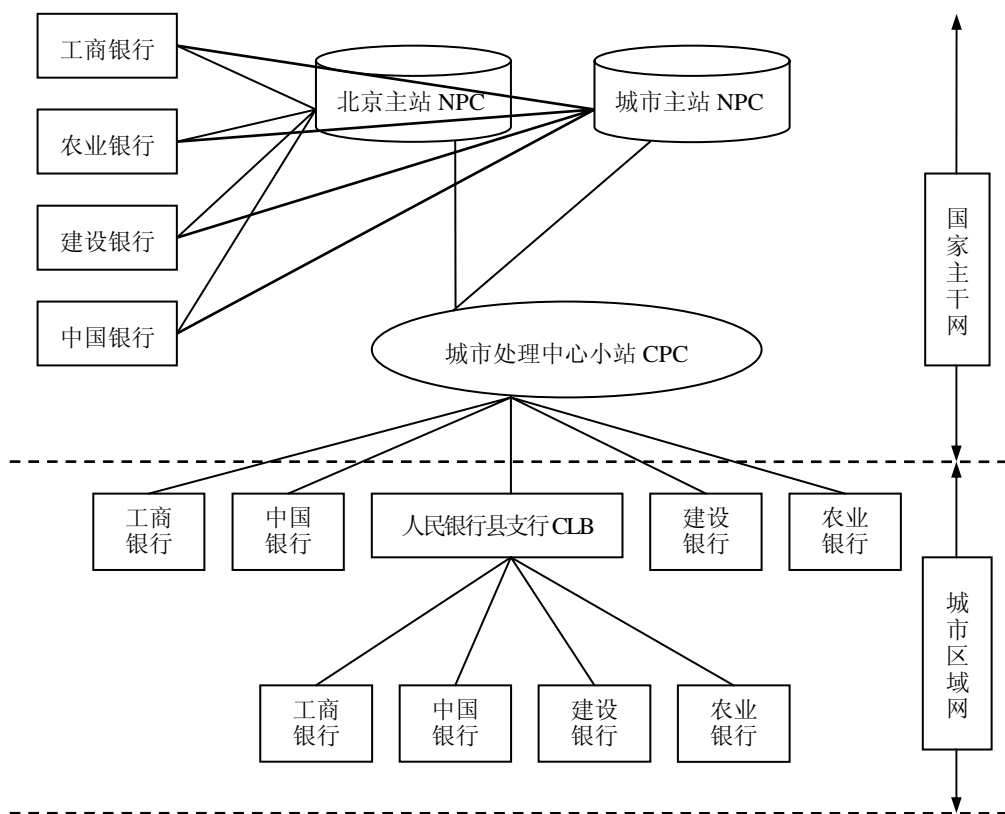 工商银行
北京主站 NPC
城市主站 NPC
农业银行
建设银行
中国银行
国家主干网
城市处理中心小站 CPC
工商
银行
中国
银行
人民银行县支行 CLB
建设
银行
农业
银行
城市区域网
工商
银行
中国
银行
建设
银行
农业
银行